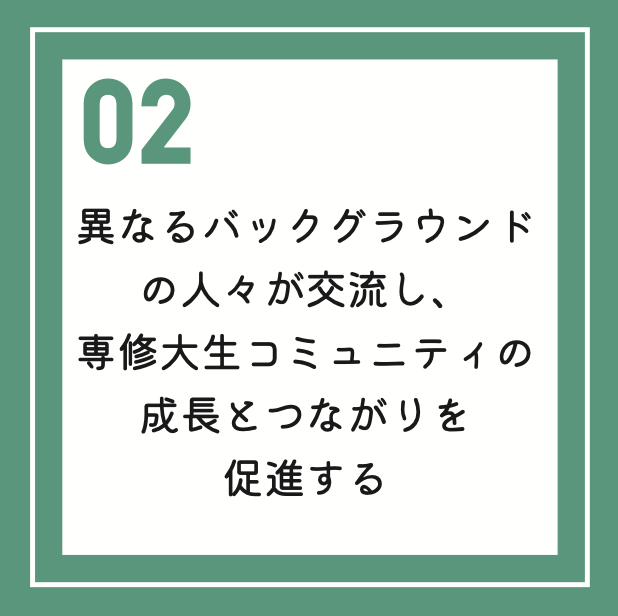 02
異なるバックグラウンド
の人々が交流し、
専修大生コミュニティの
成長とつながりを
促進する